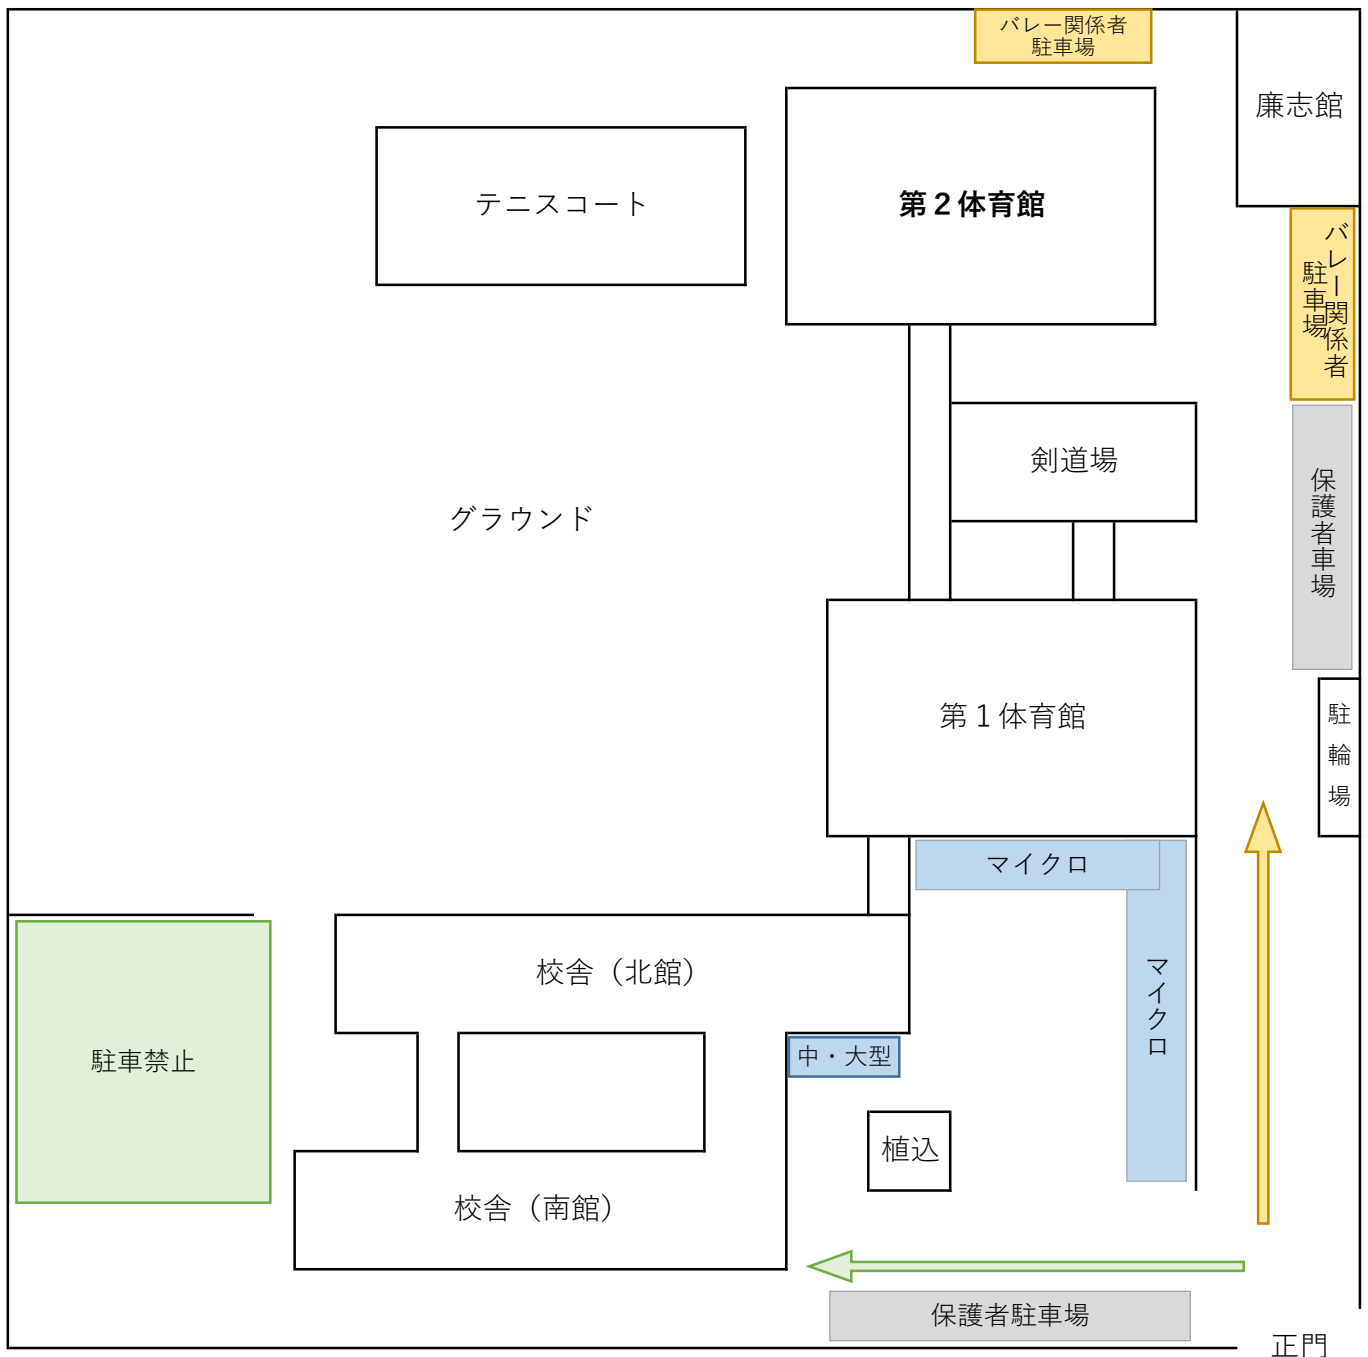 バレー関係者
駐車場
廉志館
テニスコート
第２体育館
バレー関係者
駐車場
剣道場
保護者車場
グラウンド
第１体育館
駐輪場
マイクロ
マイクロ
校舎（北館）
駐車禁止
中・大型
植込
校舎（南館）
保護者駐車場
正門